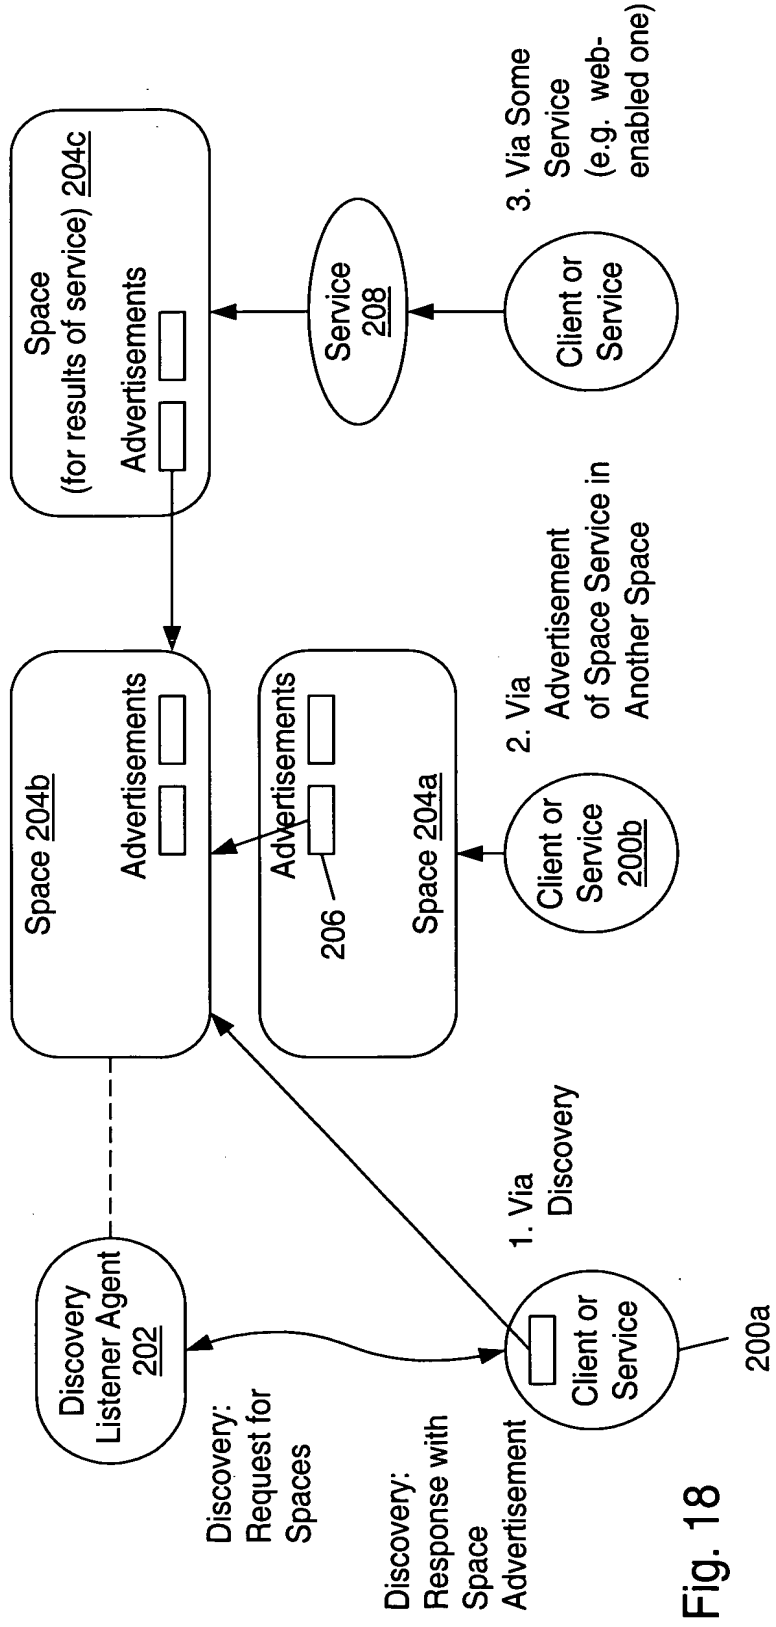 Discovery
Listener Agent
202
Discovery:
Request for
Spaces
Discovery:
Response with
Space
Advertisement
Client or
Service
200a
1. Via
Discovery
Space 204b
Advertisements
Advertisements
206
Space 204a
Client or
Service
200b
2. Via
Advertisement
of Space Service in
Another Space
Space
(for results of service) 204c
Advertisements
Service
208
Client or
Service
3. Via Some
Service
(e.g. web-
enabled one)
Fig. 18